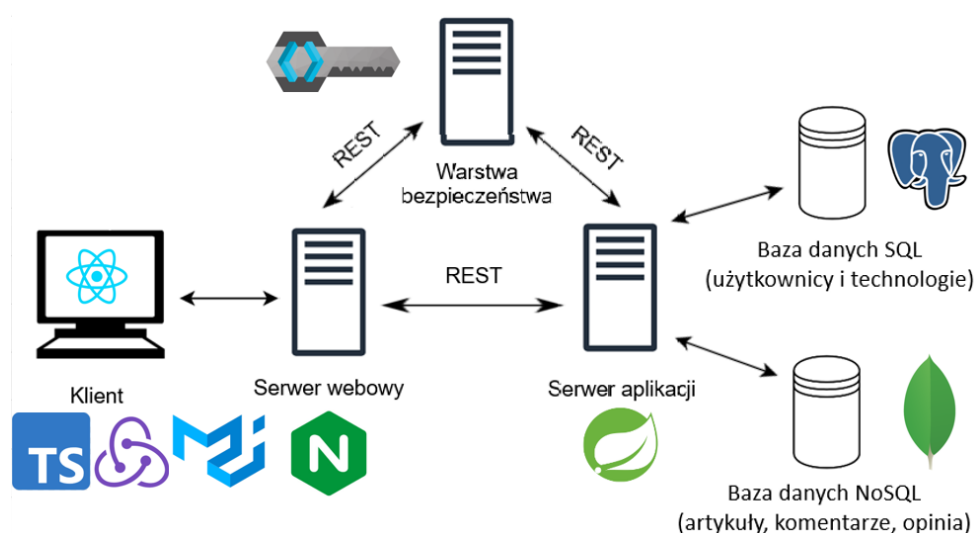 REST
REST
Warstwa
bezpieczeństwa
Baza danych SQL
(użytkownicy i technologie)
REST
Klient
Serwer webowy
Serwer aplikacji
TS
N
Baza danych NoSQL
(artykuły, komentarze, opinia)